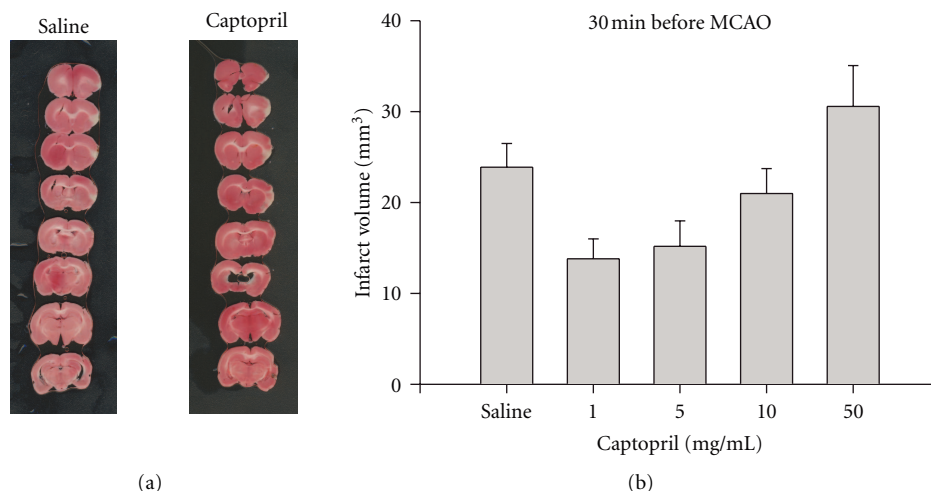 Saline
Captopril
(a)
30 min before MCAO
Infarct volume (mm³)
40
30
20
10
0
Saline 1 5 10 50
Captopril (mg/mL)
(b)